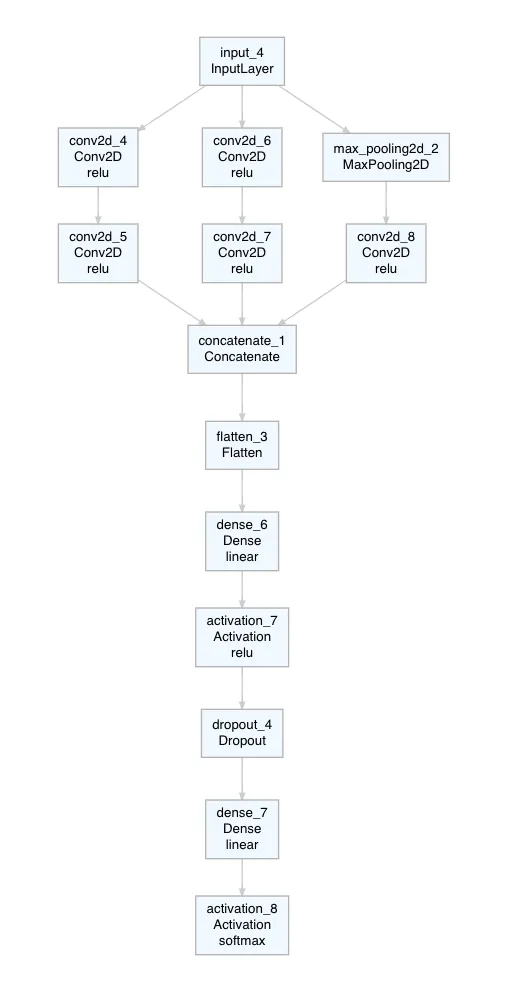 input_4
InputLayer
conv2d_4
Conv2D
relu
conv2d_6
Conv2D
relu
max_pooling2d_2
MaxPooling2D
conv2d_5
Conv2D
relu
conv2d_7
Conv2D
relu
conv2d_8
Conv2D
relu
concatenate_1
Concatenate
flatten_3
Flatten
dense_6
Dense
linear
activation_7
Activation
relu
dropout_4
Dropout
dense_7
Dense
linear
activation_8
Activation
softmax